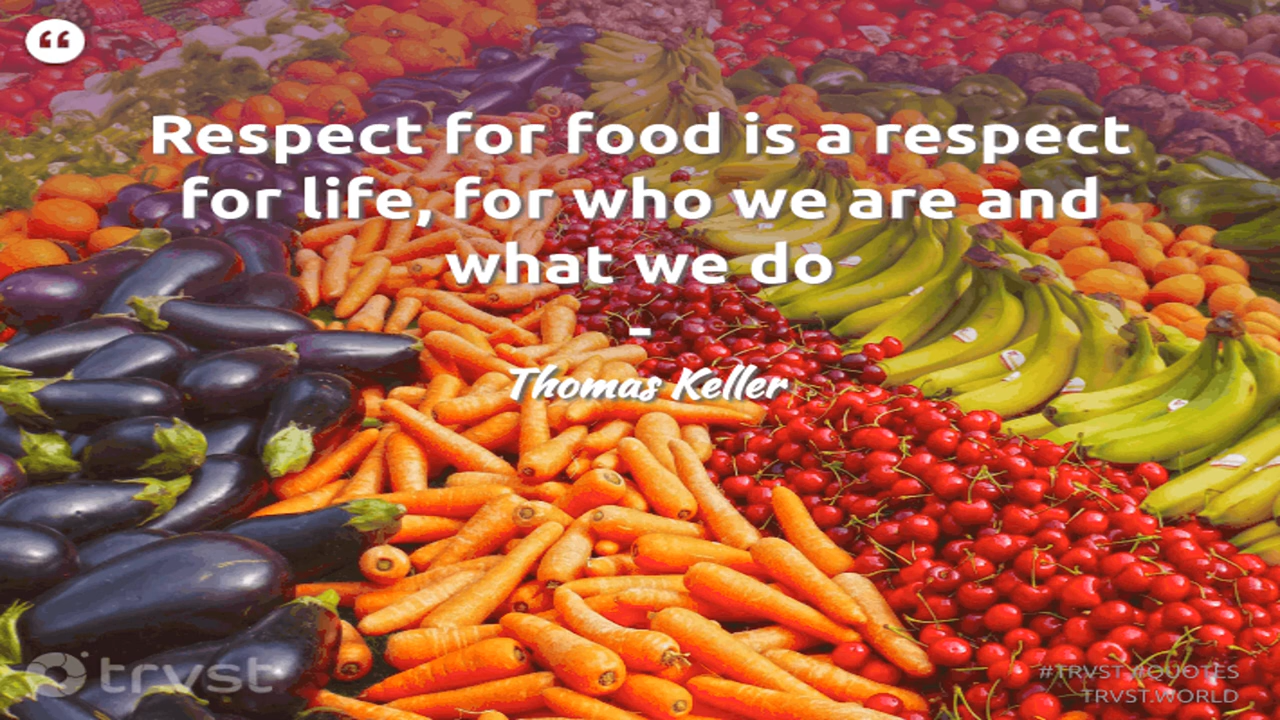 “
Respect for food is a respect
for life, for who we are and
what we do
-
Thomas Keller
trvst
#TRVST #QUOTES
TRVST.WORLD